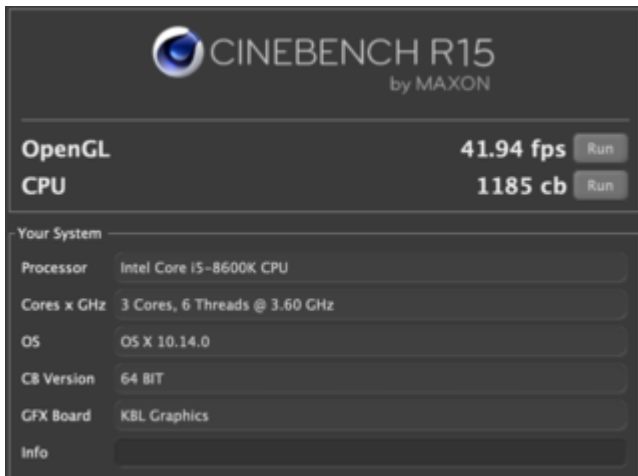 CINEBENCH R15
by MAXON
OpenGL 41.94 fps Run
CPU 1185 cb Run
Your System
Processor Intel Core i5-8600K CPU
Cores x GHz 3 Cores, 6 Threads @ 3.60 GHz
OS OS X 10.14.0
CB Version 64 BIT
GFX Board KBL Graphics
Info